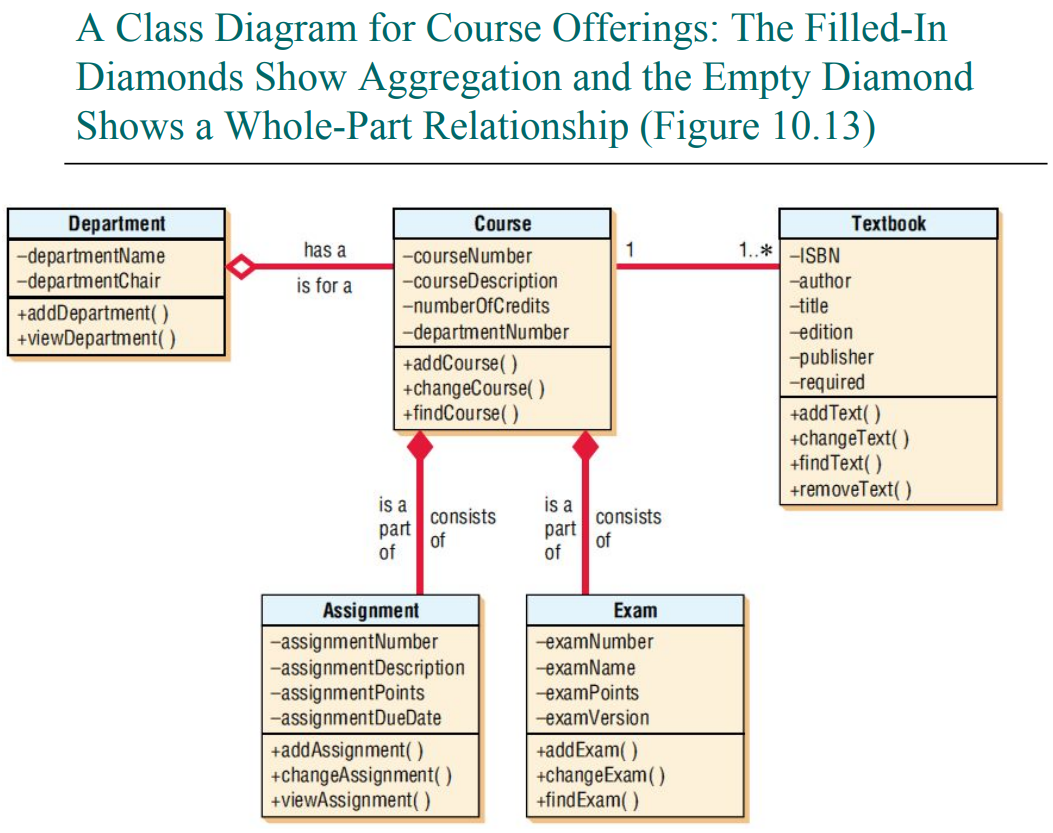 A Class Diagram for Course Offerings: The Filled-In
Diamonds Show Aggregation and the Empty Diamond
Shows a Whole-Part Relationship (Figure 10.13)
Department
–departmentName
–departmentChair
+addDepartment( )
+viewDepartment( )
has a
is for a
Course
–courseNumber
–courseDescription
–numberOfCredits
–departmentNumber
+addCourse( )
+changeCourse( )
+findCourse( )
1
1..*
Textbook
–ISBN
–author
–title
–edition
–publisher
–required
+addText( )
+changeText( )
+findText( )
+removeText( )
is a
part
of
consists
of
is a
part
of
consists
of
Assignment
–assignmentNumber
–assignmentDescription
–assignmentPoints
–assignmentDueDate
+addAssignment( )
+changeAssignment( )
+viewAssignment( )
Exam
–examNumber
–examName
–examPoints
–examVersion
+addExam( )
+changeExam( )
+findExam( )